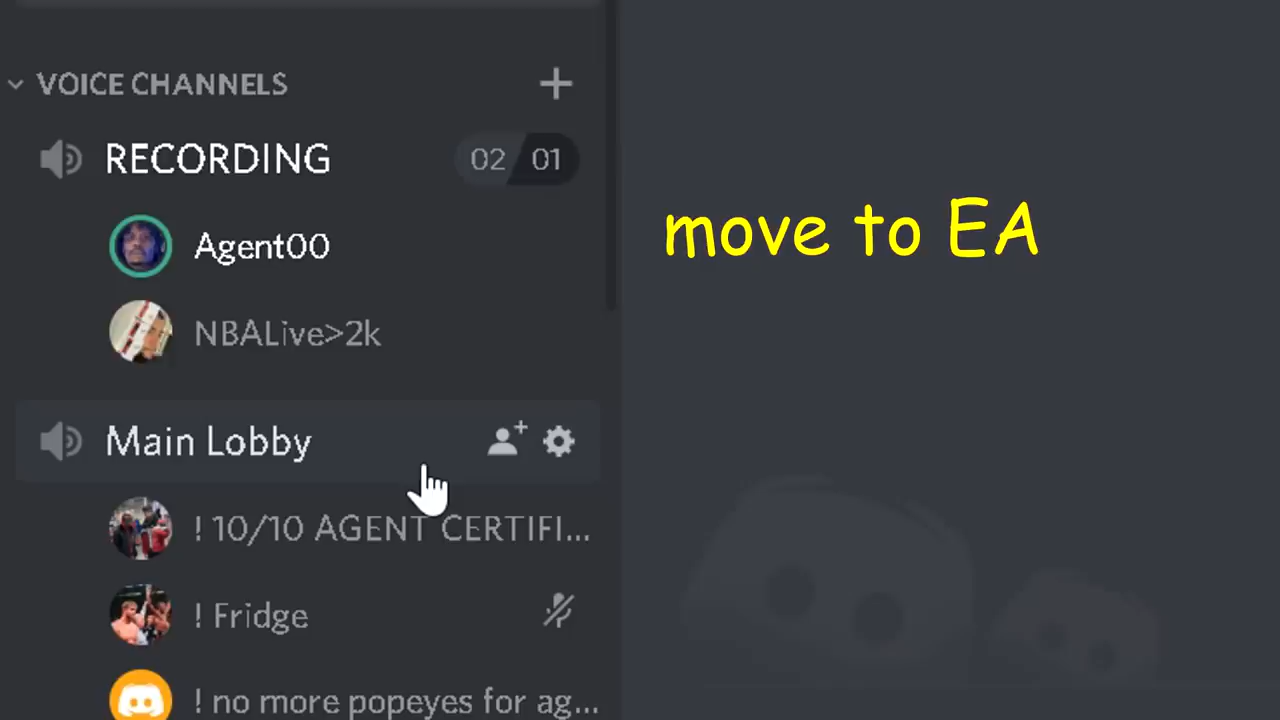 VOICE CHANNELS
RECORDING 02 01
Agent00
move to EA
NBALive>2k
Main Lobby
! 10/10 AGENT CERTIFI...
! Fridge
! no more popeyes for ag...